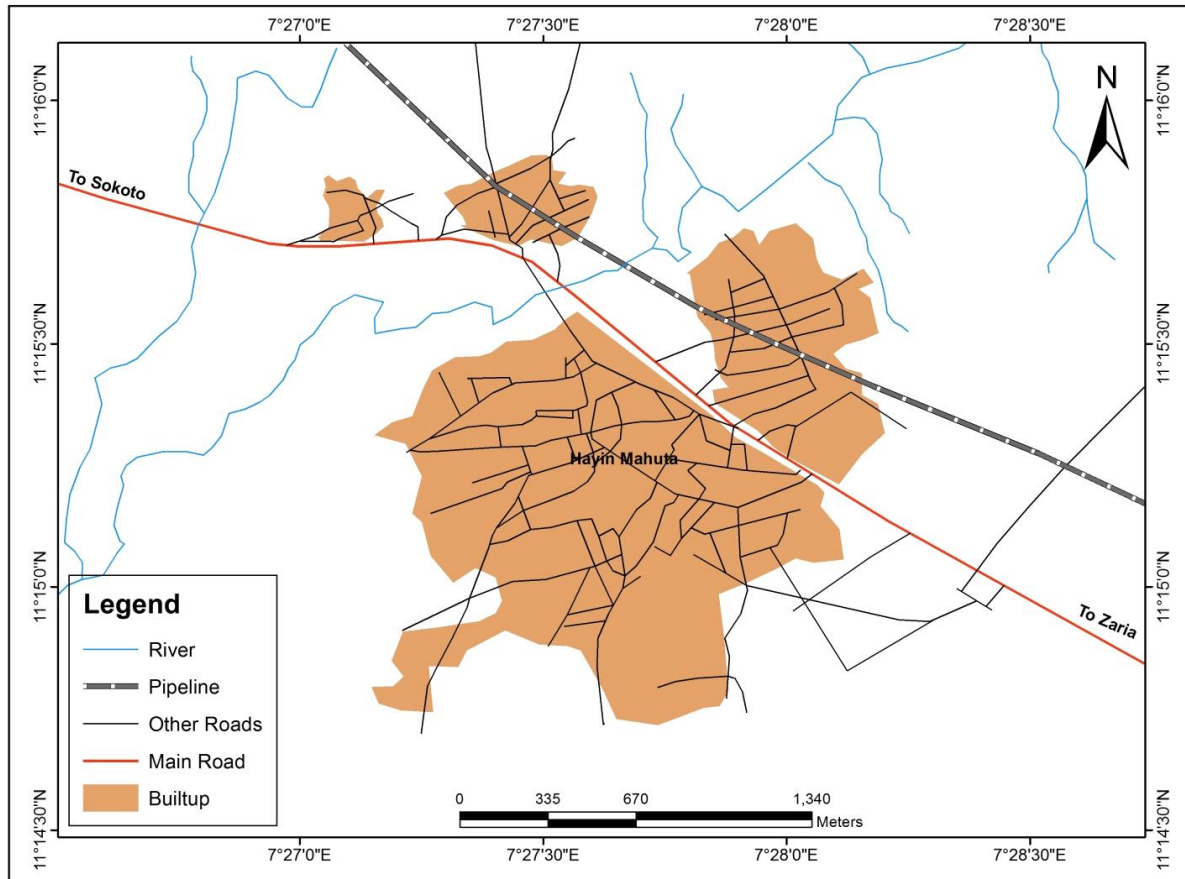 7°27'0"E
7°27'30"E
7°28'0"E
7°28'30"E
N
11°16'0"N
11°16'0"N
To Sokoto
11°15'30"N
11°15'30"N
Hayin Mahuta
11°15'0"N
11°15'0"N
To Zaria
Legend
River
Pipeline
Other Roads
Main Road
Builtup
0 335 670 1,340
Meters
11°14'30"N
11°14'30"N
7°27'0"E
7°27'30"E
7°28'0"E
7°28'30"E